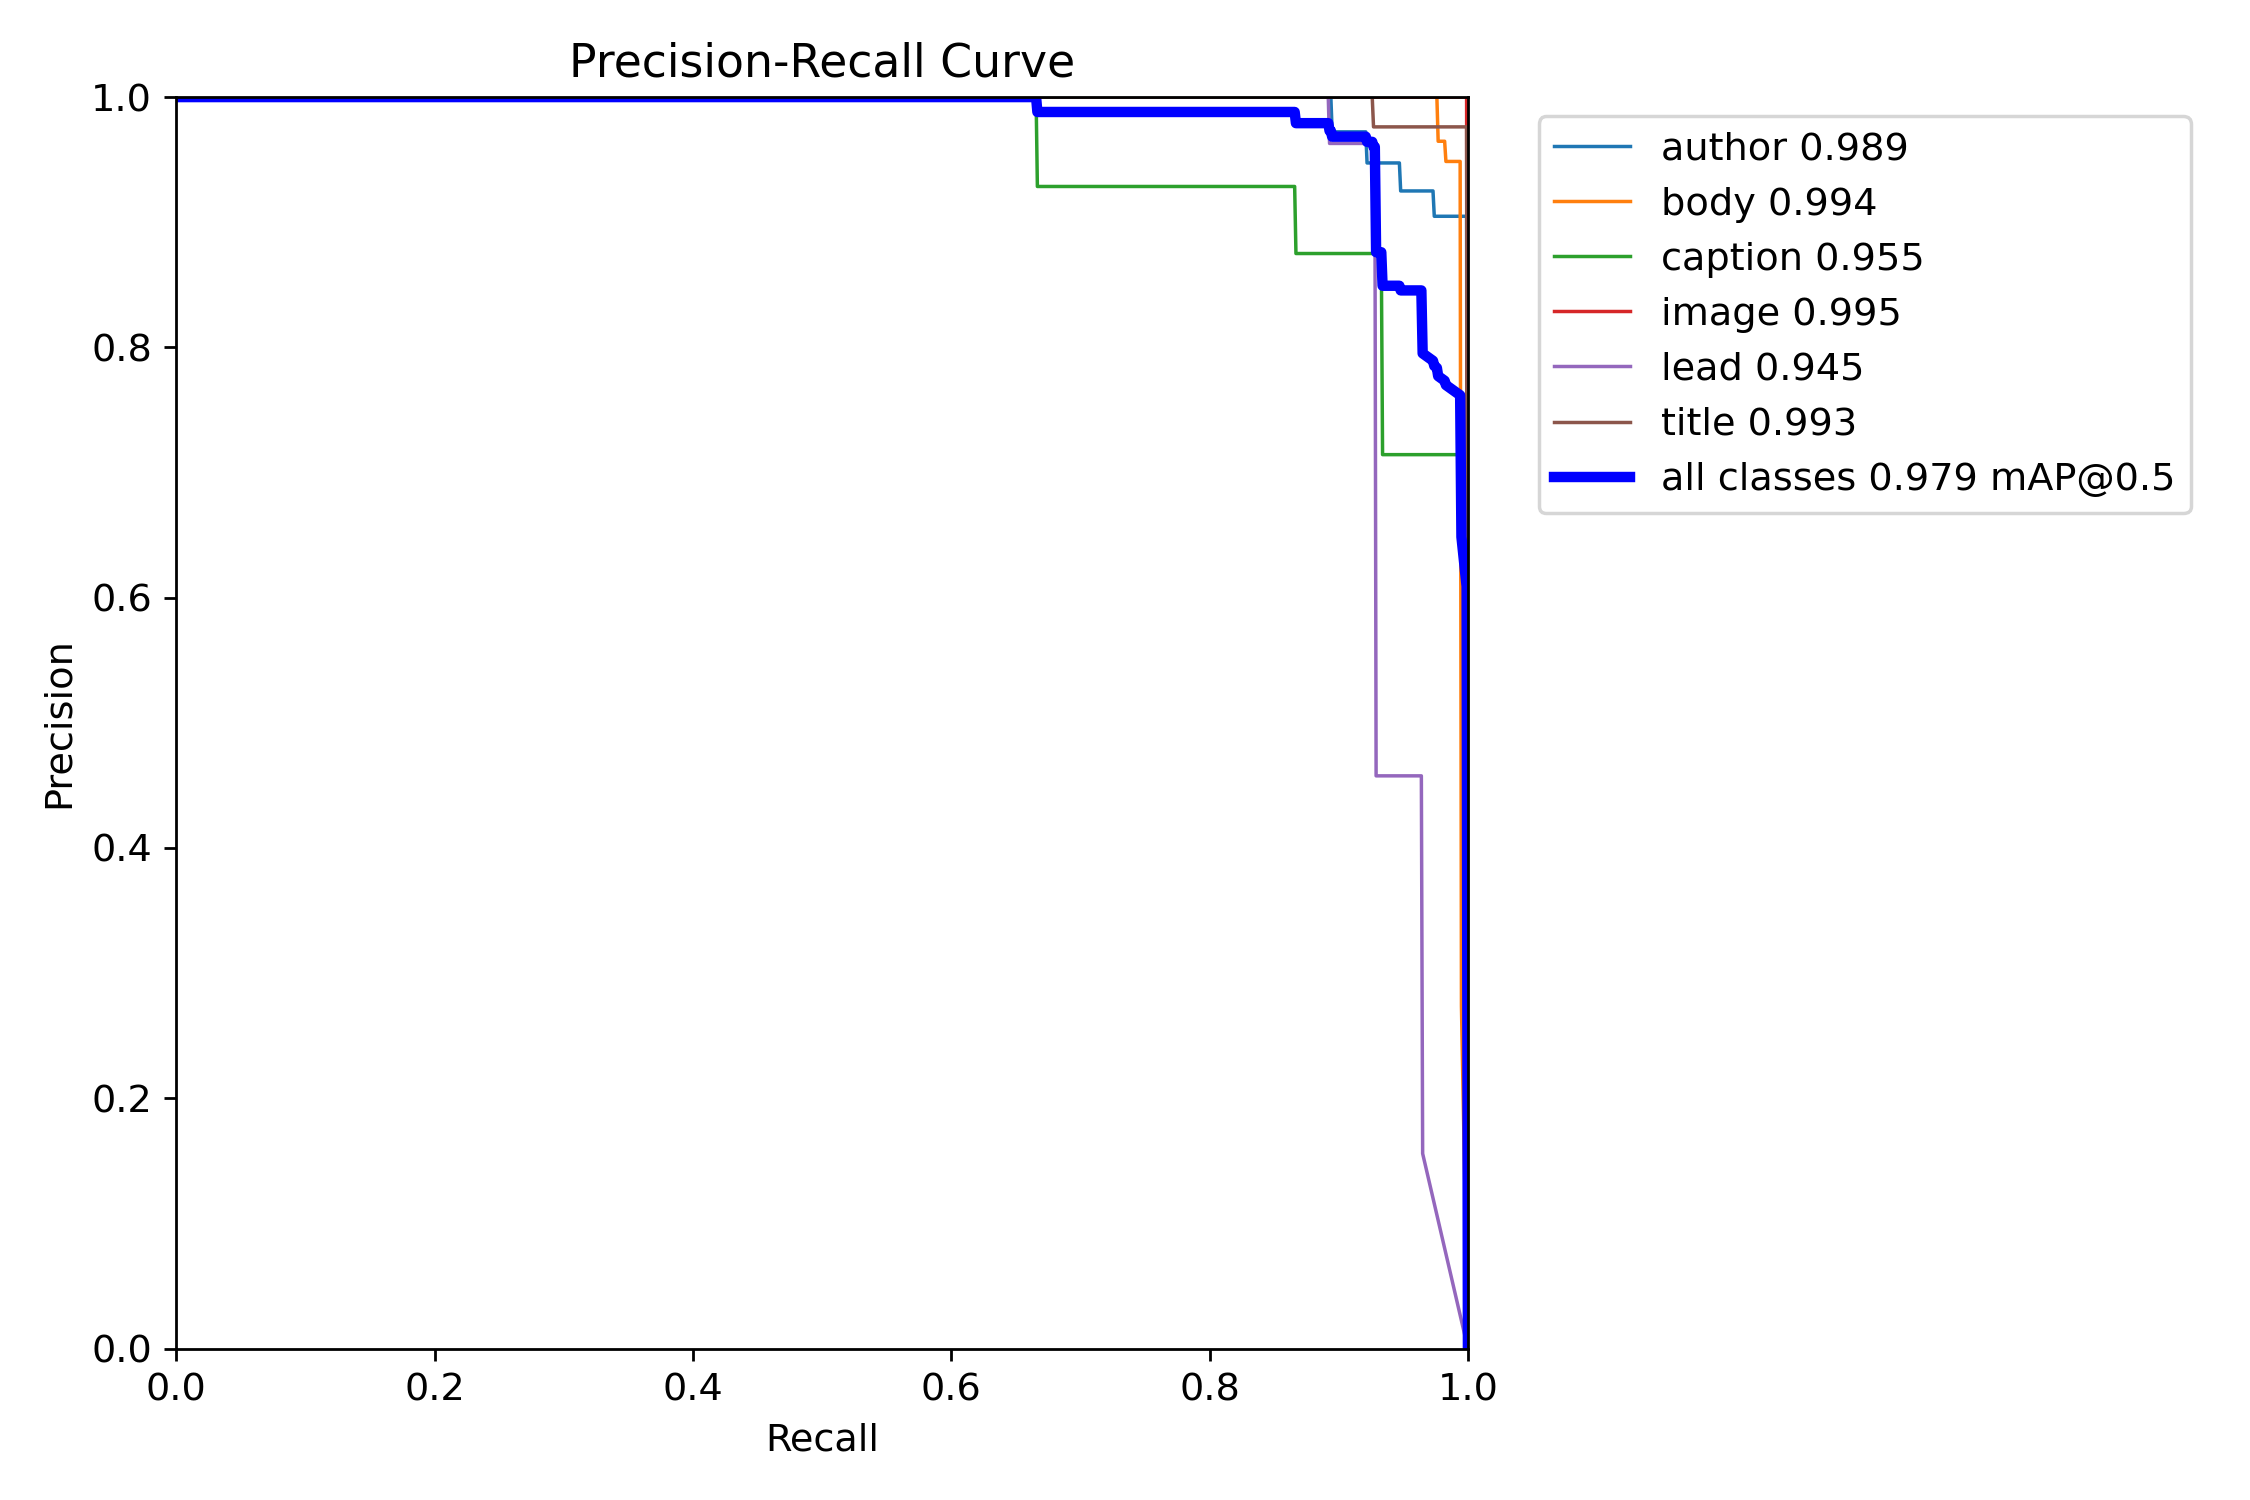 Precision-Recall Curve
1.0
0.8
0.6
0.4
0.2
0.0
Precision
0.0 0.2 0.4 0.6 0.8 1.0
Recall
author 0.989
body 0.994
caption 0.955
image 0.995
lead 0.945
title 0.993
all classes 0.979 mAP@0.5